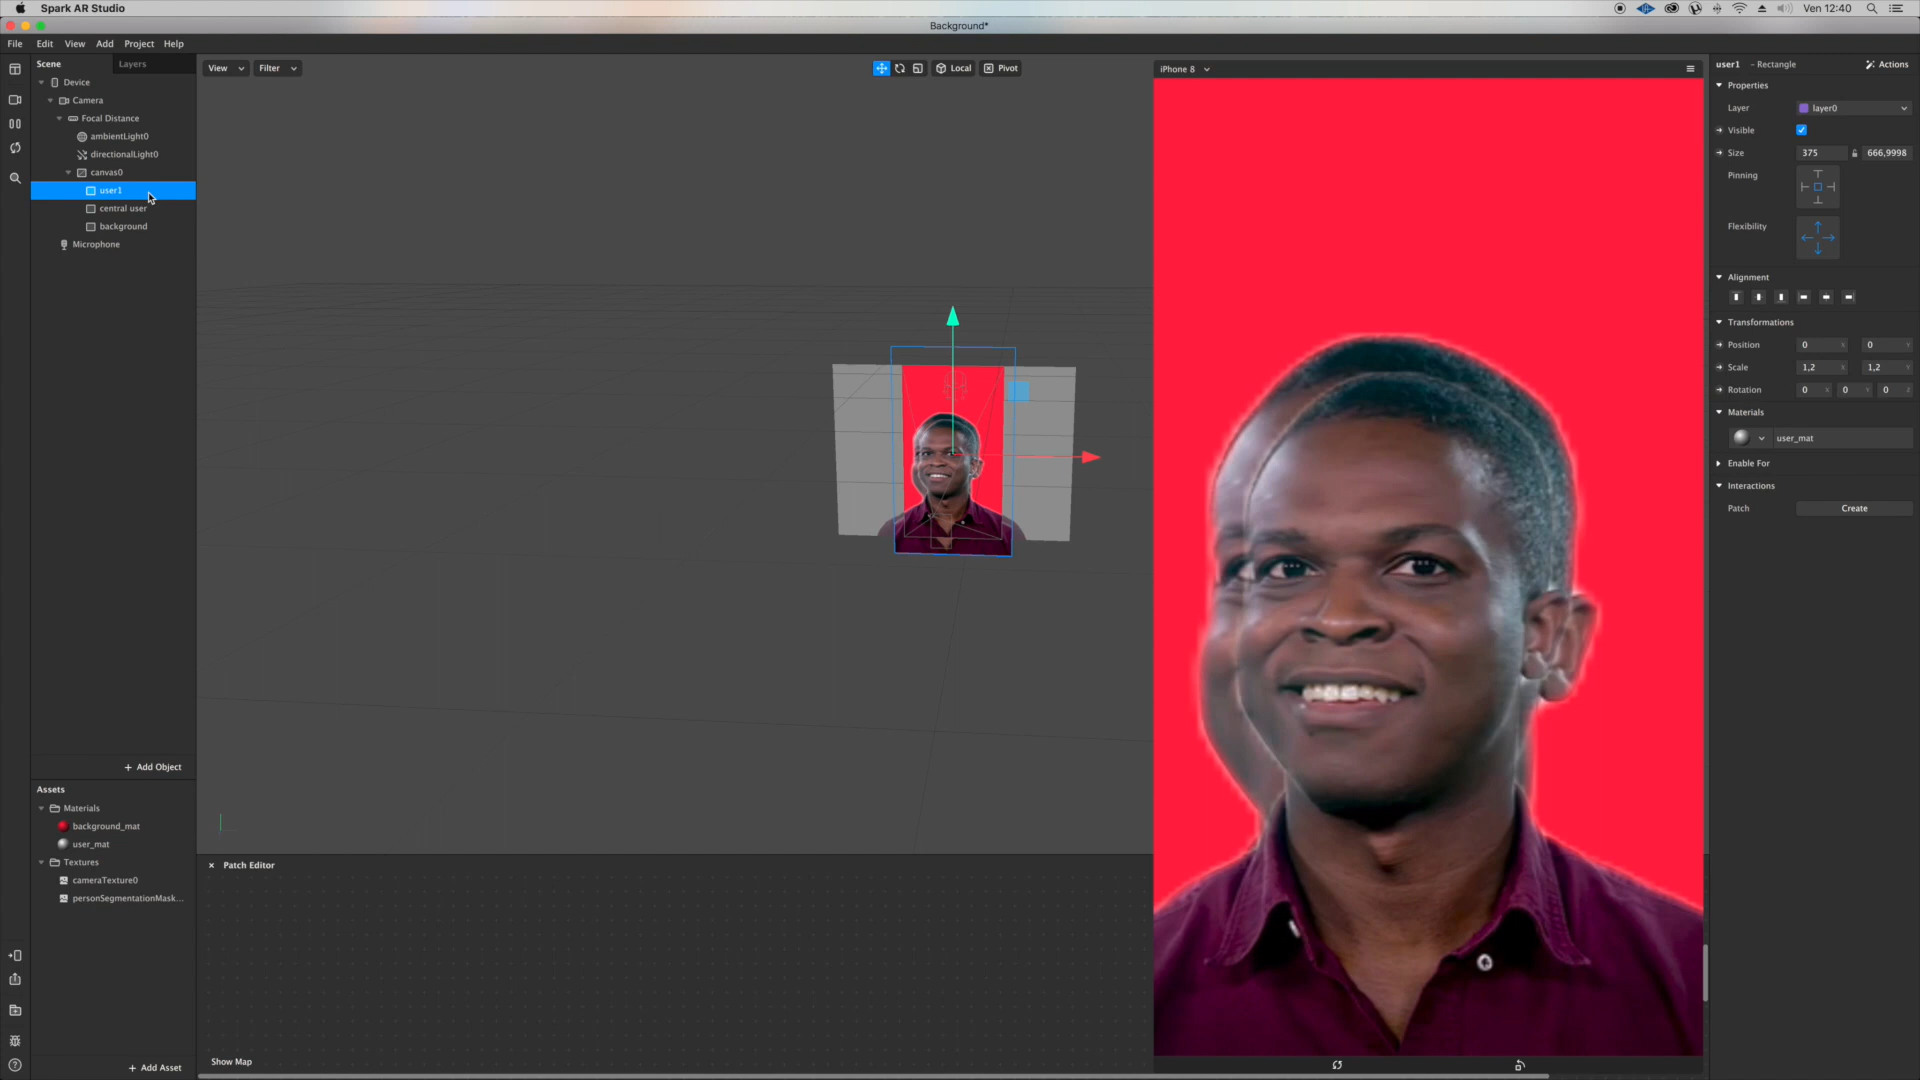 Spark AR Studio
Ven 12:40
Background*
File Edit View Add Project Help
Scene Layers
Device
Camera
Focal Distance
ambientLight0
directionalLight0
canvas0
user1
central user
background
Microphone
+ Add Object
Assets
Materials
background_mat
user_mat
Textures
cameraTexture0
personSegmentationMask...
+ Add Asset
View Filter
Local Pivot
Patch Editor
Show Map
iPhone 8
user1 - Rectangle Actions
Properties
Layer layer0
Visible
Size 375 666,9998
Pinning
Flexibility
Alignment
Transformations
Position 0 X 0 Y
Scale 1,2 X 1,2 Y
Rotation 0 X 0 Y 0 Z
Materials
user_mat
Enable For
Interactions
Patch Create